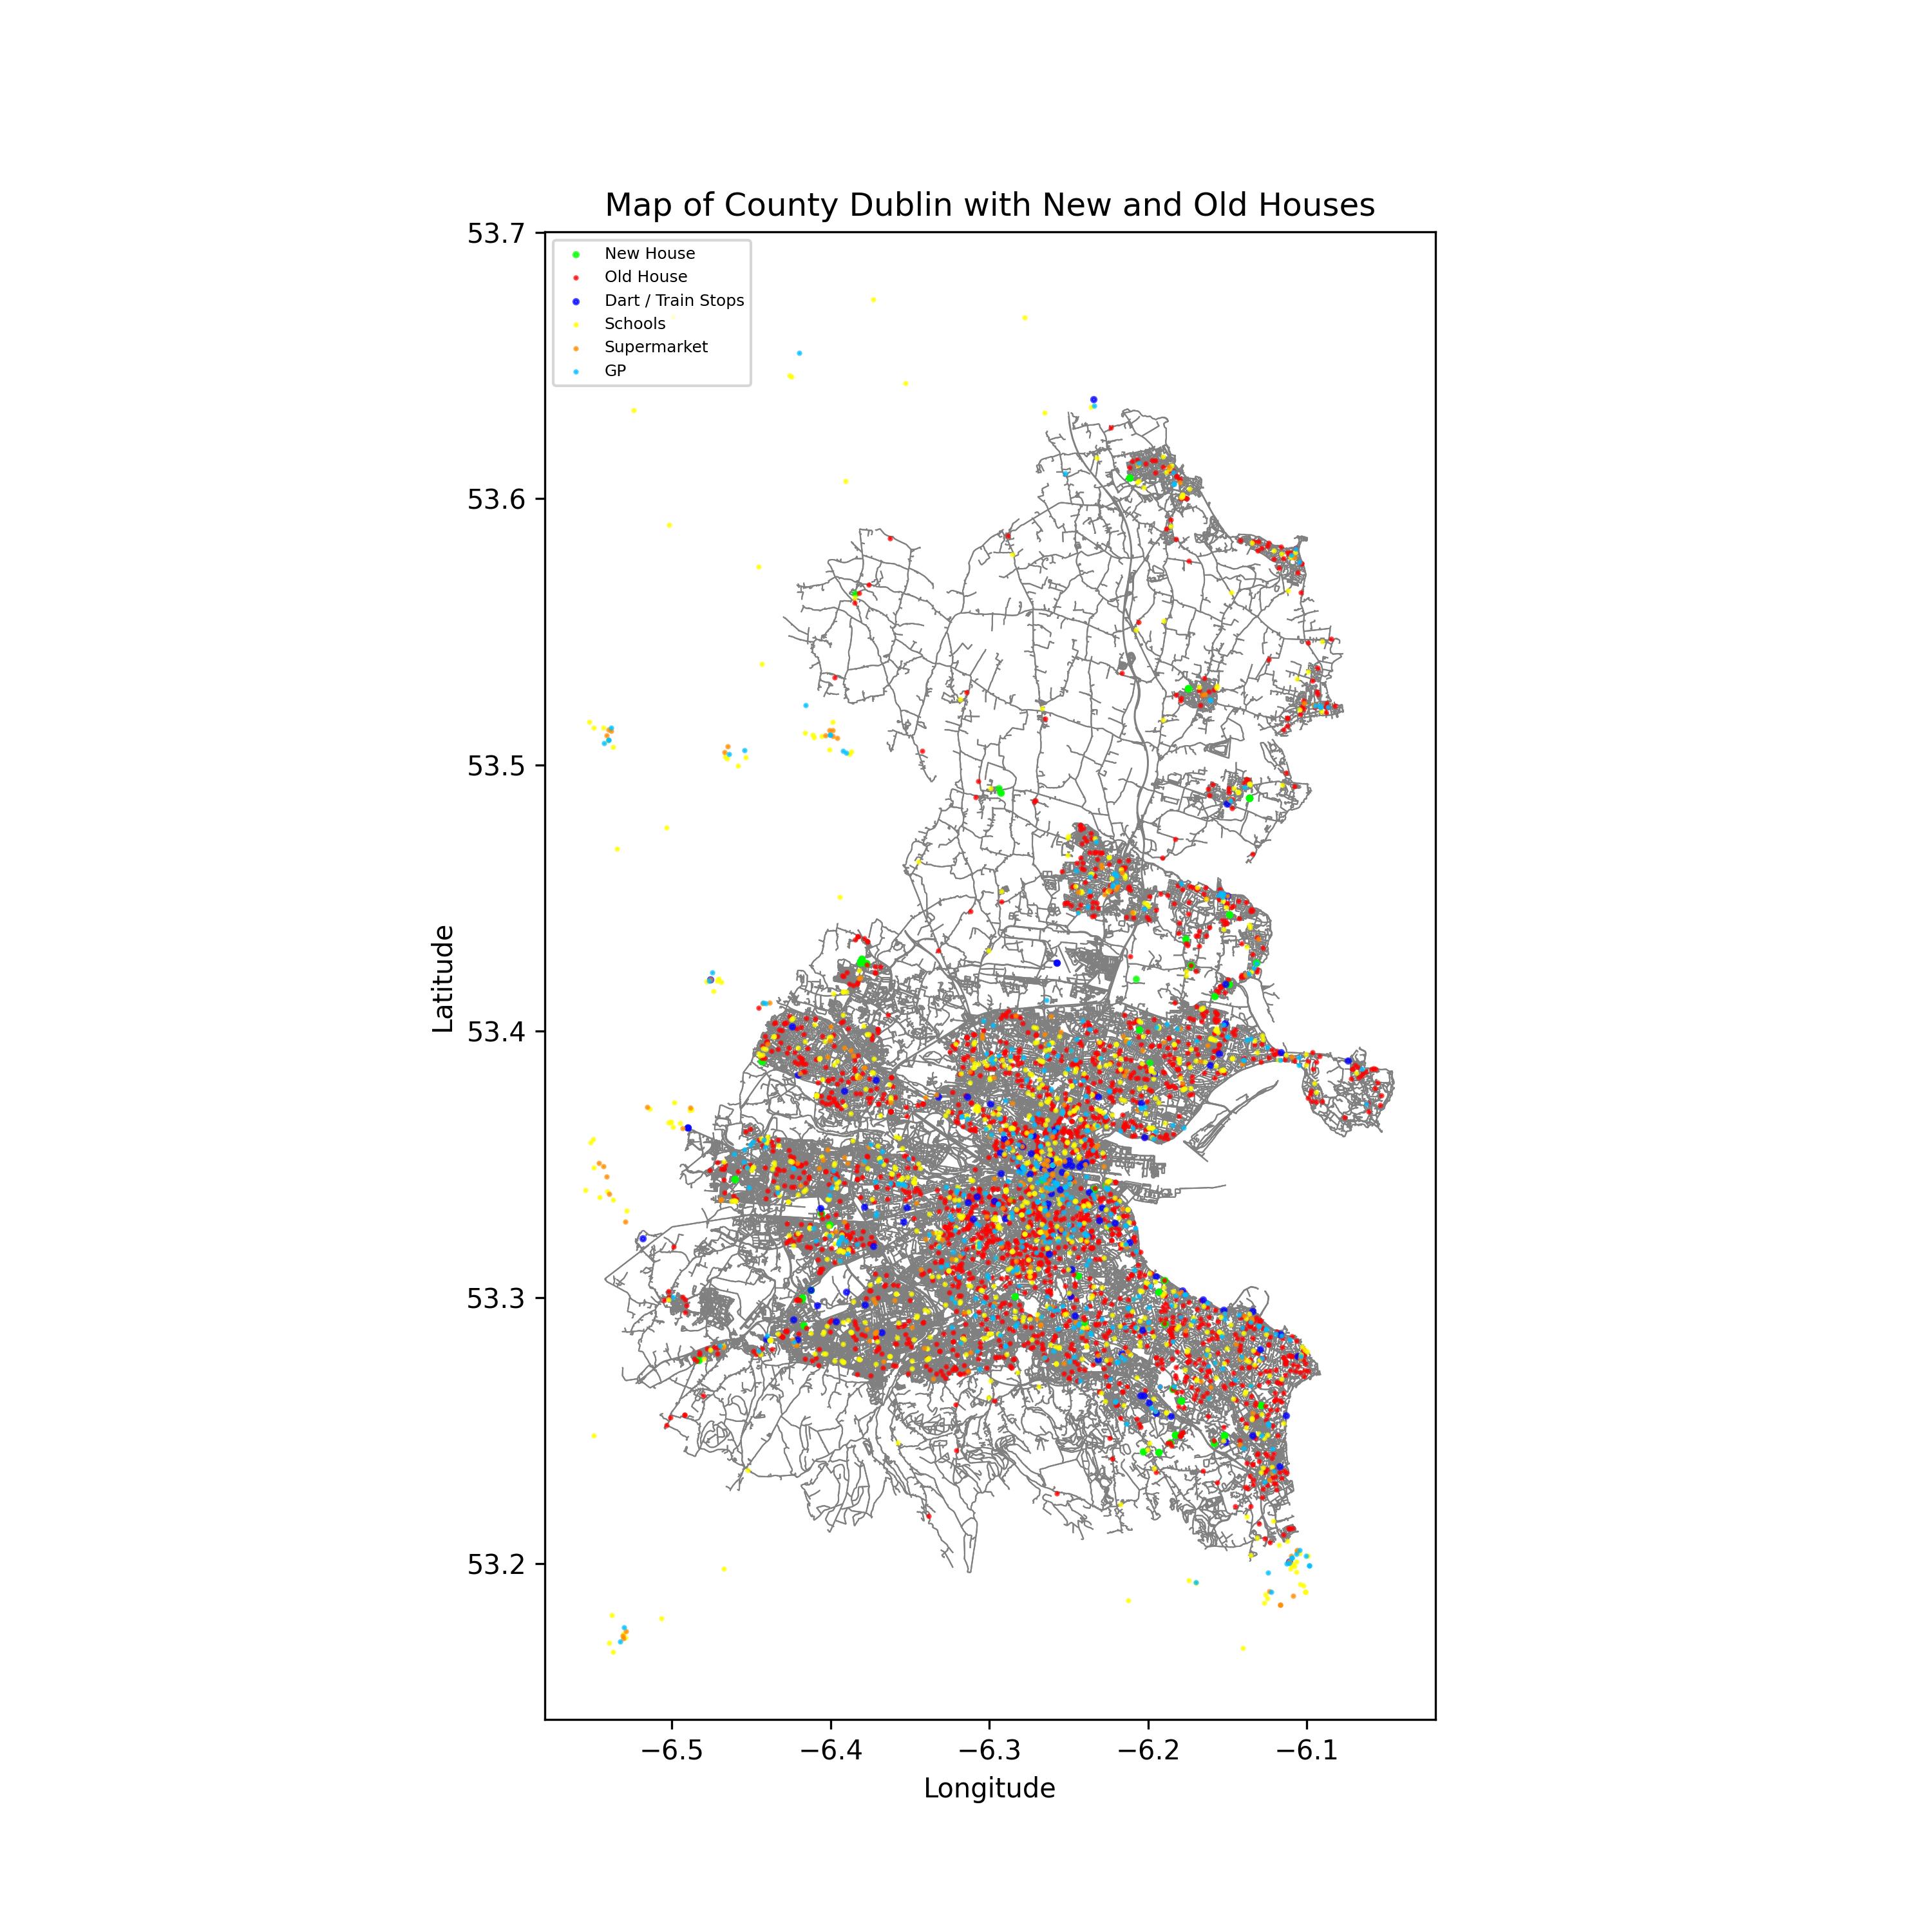 Map of County Dublin with New and Old Houses
53.7
New House
Old House
Dart / Train Stops
Schools
Supermarket
GP
53.6
53.5
Latitude
53.4
53.3
53.2
−6.5 −6.4 −6.3 −6.2 −6.1
Longitude